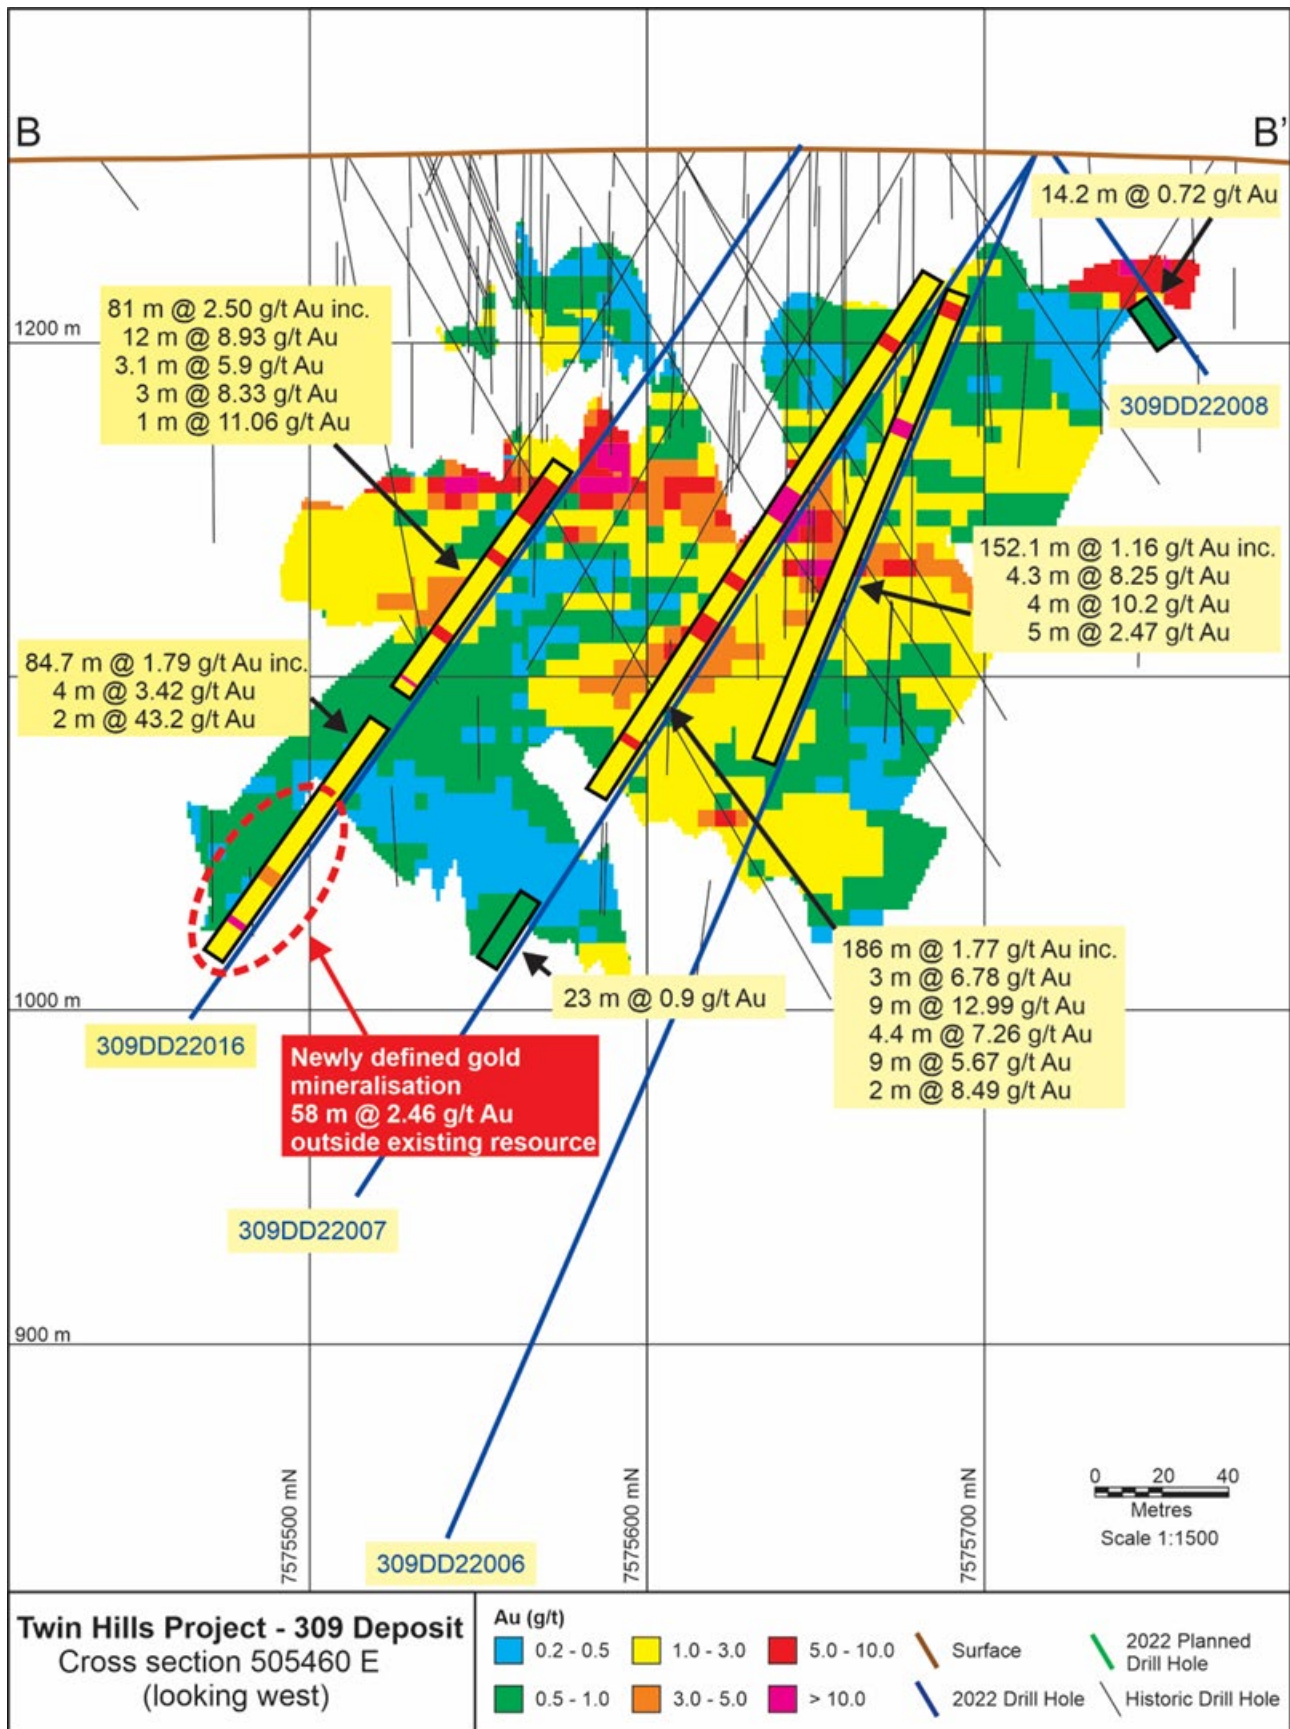 B
B'
14.2 m @ 0.72 g/t Au
81 m @ 2.50 g/t Au inc.
12 m @ 8.93 g/t Au
3.1 m @ 5.9 g/t Au
3 m @ 8.33 g/t Au
1 m @ 11.06 g/t Au
1200 m
309DD22008
152.1 m @ 1.16 g/t Au inc.
4.3 m @ 8.25 g/t Au
4 m @ 10.2 g/t Au
5 m @ 2.47 g/t Au
84.7 m @ 1.79 g/t Au inc.
4 m @ 3.42 g/t Au
2 m @ 43.2 g/t Au
186 m @ 1.77 g/t Au inc.
3 m @ 6.78 g/t Au
9 m @ 12.99 g/t Au
4.4 m @ 7.26 g/t Au
9 m @ 5.67 g/t Au
2 m @ 8.49 g/t Au
23 m @ 0.9 g/t Au
1000 m
309DD22016
Newly defined gold
mineralisation
58 m @ 2.46 g/t Au
outside existing resource
309DD22007
900 m
7575500 mN
7575600 mN
7575700 mN
0 20 40
Metres
Scale 1:1500
309DD22006
Twin Hills Project - 309 Deposit
Cross section 505460 E
(looking west)
Au (g/t)
0.2 - 0.5
1.0 - 3.0
5.0 - 10.0
Surface
2022 Planned
Drill Hole
0.5 - 1.0
3.0 - 5.0
> 10.0
2022 Drill Hole
Historic Drill Hole